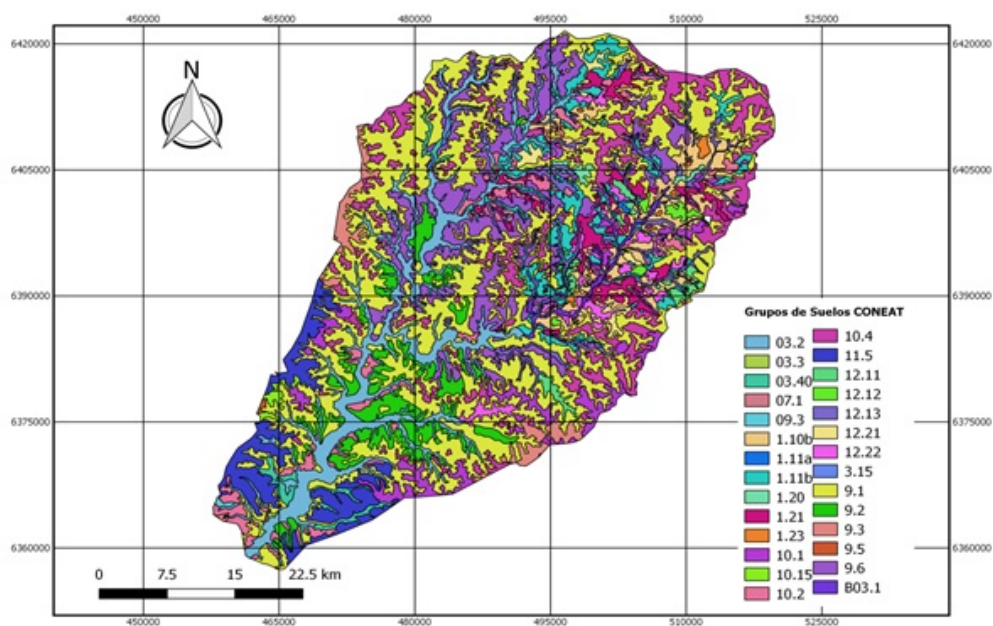 450000 465000 480000 495000 510000 525000
6420000 6420000
N
6405000 6405000
6390000 6390000
Grupos de Suelos CONEAT
03.2 10.4
03.3 11.5
03.40 12.11
07.1 12.12
09.3 12.13
1.10b 12.21
1.11a 12.22
1.11b 3.15
1.20 9.1
1.21 9.2
1.23 9.3
10.1 9.5
10.15 9.6
10.2 B03.1
6375000 6375000
6360000 6360000
0 7.5 15 22.5 km
450000 465000 480000 495000 510000 525000